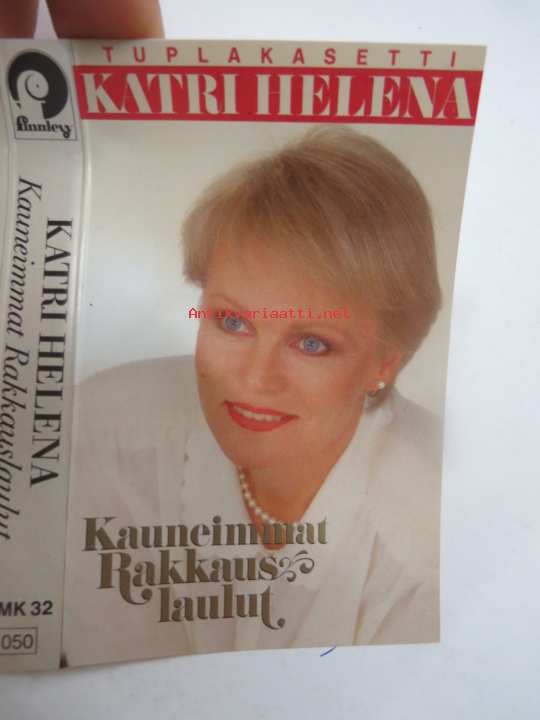 TUPLAKASETTI
KATRI HELENA
Antikvariaatti.net
Kauneimmat
Rakkaus
laulut
Finnlevy
KATRI HELENA
Kauneimmat Rakkauslaulut
MK 32
050